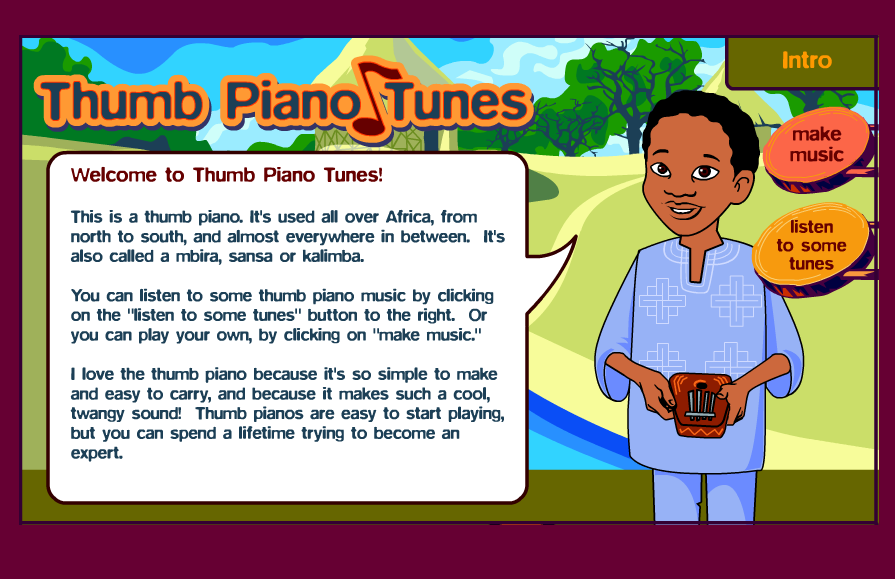 Thumb Piano Tunes
Intro
make
music
listen
to some
tunes
Welcome to Thumb Piano Tunes!
This is a thumb piano. It's used all over Africa, from
north to south, and almost everywhere in between.  It's
also called a mbira, sansa or kalimba.
You can listen to some thumb piano music by clicking
on the "listen to some tunes" button to the right.  Or
you can play your own, by clicking on "make music."
I love the thumb piano because it's so simple to make
and easy to carry, and because it makes such a cool,
twangy sound!  Thumb pianos are easy to start playing,
but you can spend a lifetime trying to become an
expert.